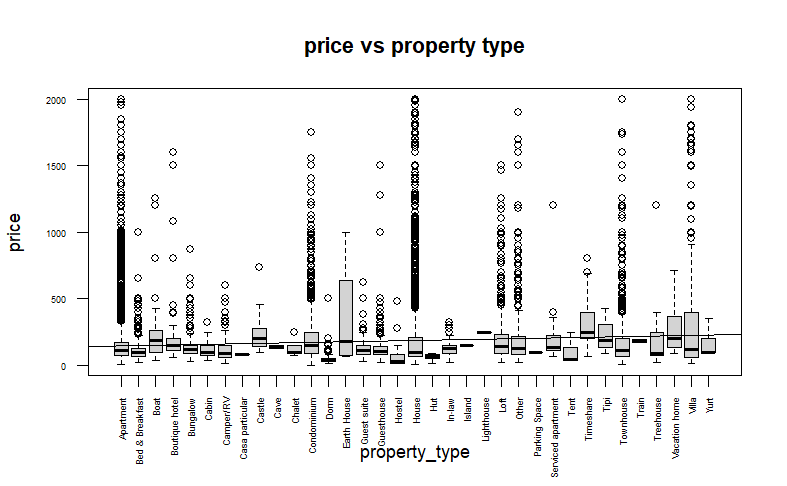 price vs property type
price
2000
1500
1000
500
0
Apartment
Bed & Breakfast
Boat
Boutique hotel
Bungalow
Cabin
Camper/RV
Casa particular
Castle
Cave
Chalet
Condominium
Dorm
Earth House
Guest suite
Guesthouse
Hostel
House
Hut
In-law
Island
Lighthouse
Loft
Other
Parking Space
Serviced apartment
Tent
Timeshare
Tipi
Townhouse
Train
Treehouse
Vacation home
Villa
Yurt
property_type